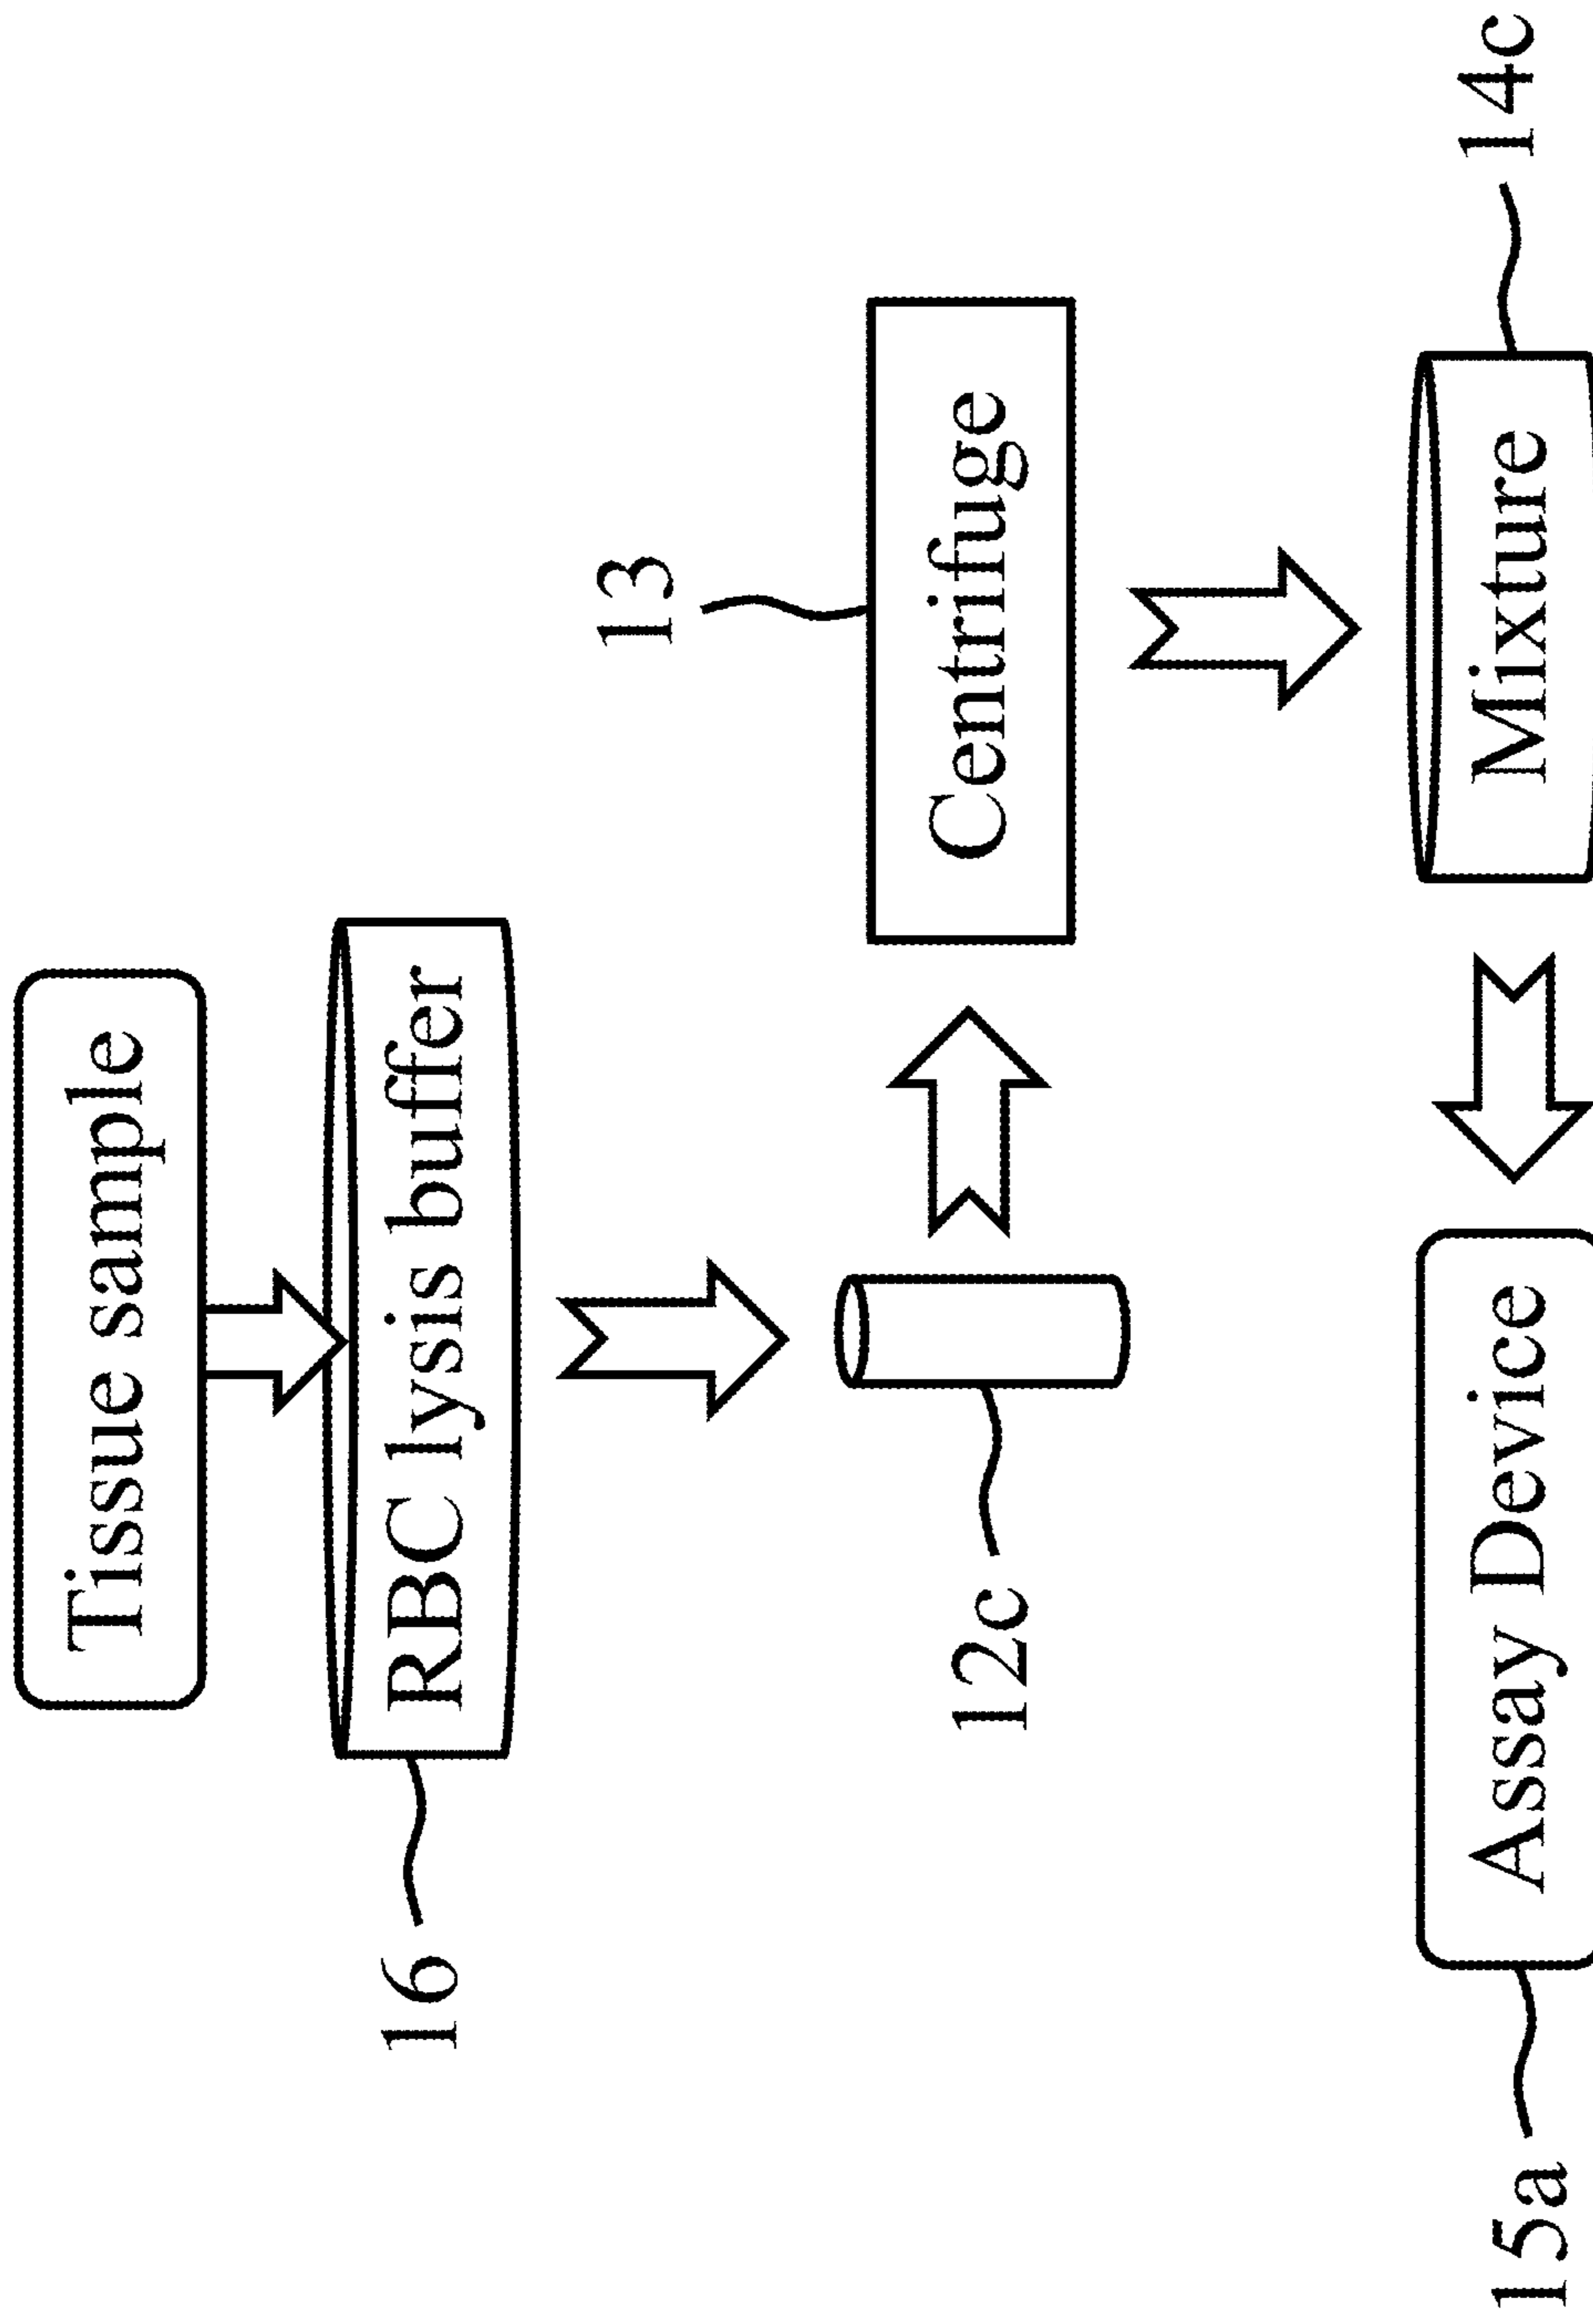 Tissue sample
RBC lysis buffer
16
12c
13
Centrifuge
14c
Mixture
Assay Device
15a